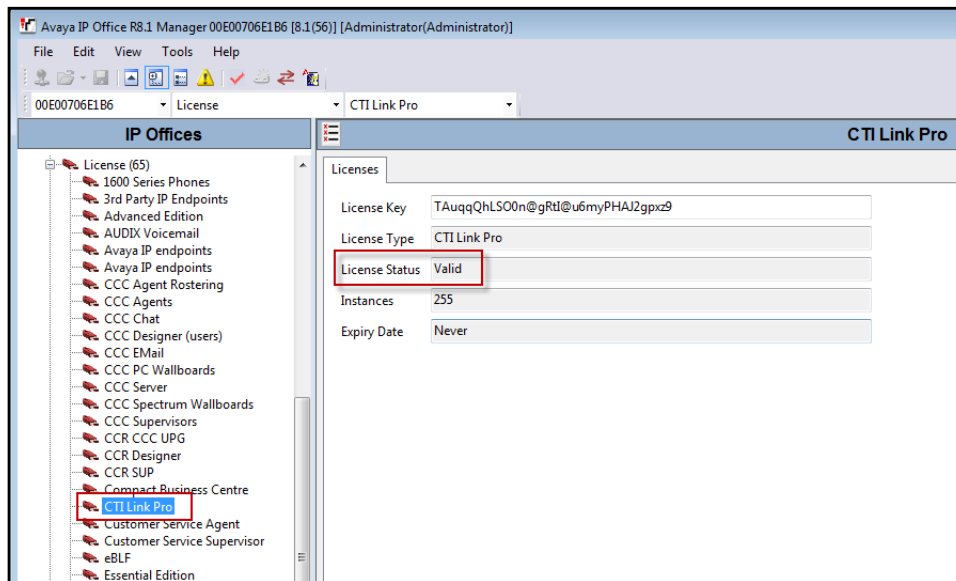 Avaya IP Office R8.1 Manager 00E00706E1B6 [8.1(56)] [Administrator(Administrator)]
File Edit View Tools Help
00E00706E1B6 License CTI Link Pro
IP Offices
CTI Link Pro
License (65)
1600 Series Phones
3rd Party IP Endpoints
Advanced Edition
AUDIX Voicemail
Avaya IP endpoints
Avaya IP endpoints
CCC Agent Rostering
CCC Agents
CCC Chat
CCC Designer (users)
CCC EMail
CCC PC Wallboards
CCC Server
CCC Spectrum Wallboards
CCC Supervisors
CCR CCC UPG
CCR Designer
CCR SUP
Compact Business Centre
CTI Link Pro
Customer Service Agent
Customer Service Supervisor
eBLF
Essential Edition
Licenses
License Key TAuqqQhLSO0n@gRtI@u6myPHAJ2gpxz9
License Type CTI Link Pro
License Status Valid
Instances 255
Expiry Date Never